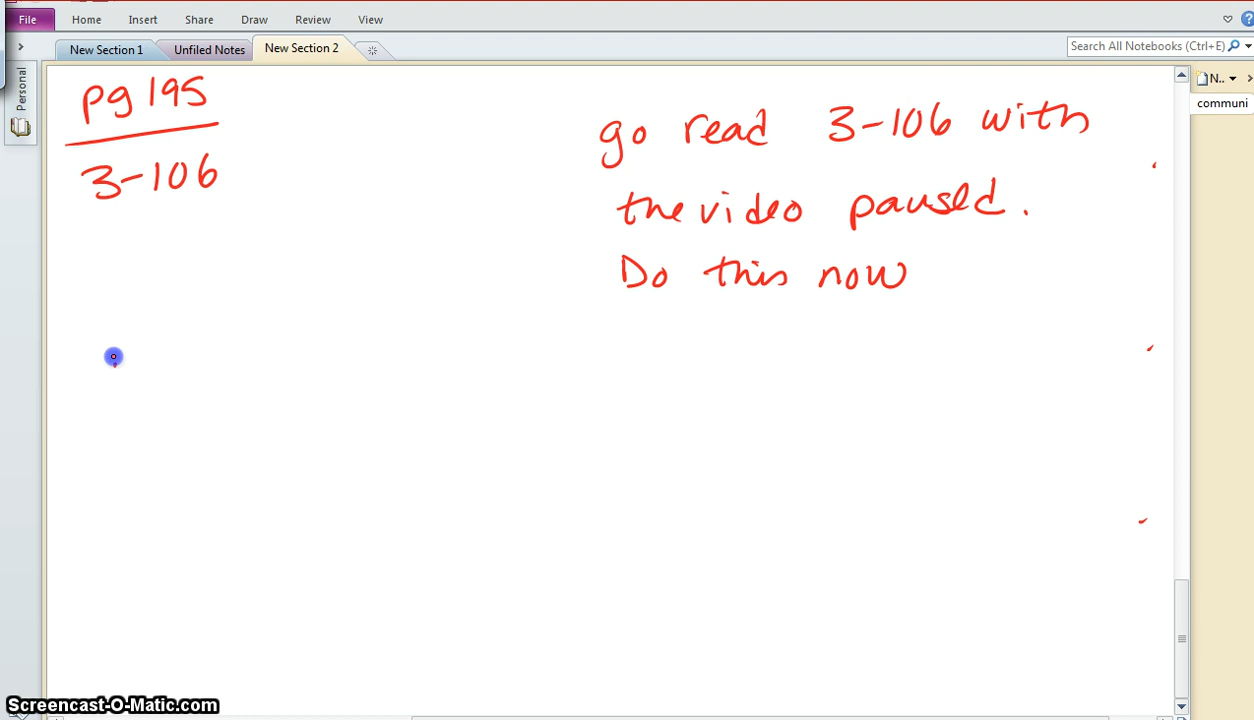 File Home Insert Share Draw Review View
New Section 1 Unfiled Notes New Section 2
Search All Notebooks (Ctrl+E)
Personal
N..
communi
pg 195
3-106
go read 3-106 with
the video paused.
Do this now
Screencast-O-Matic.com